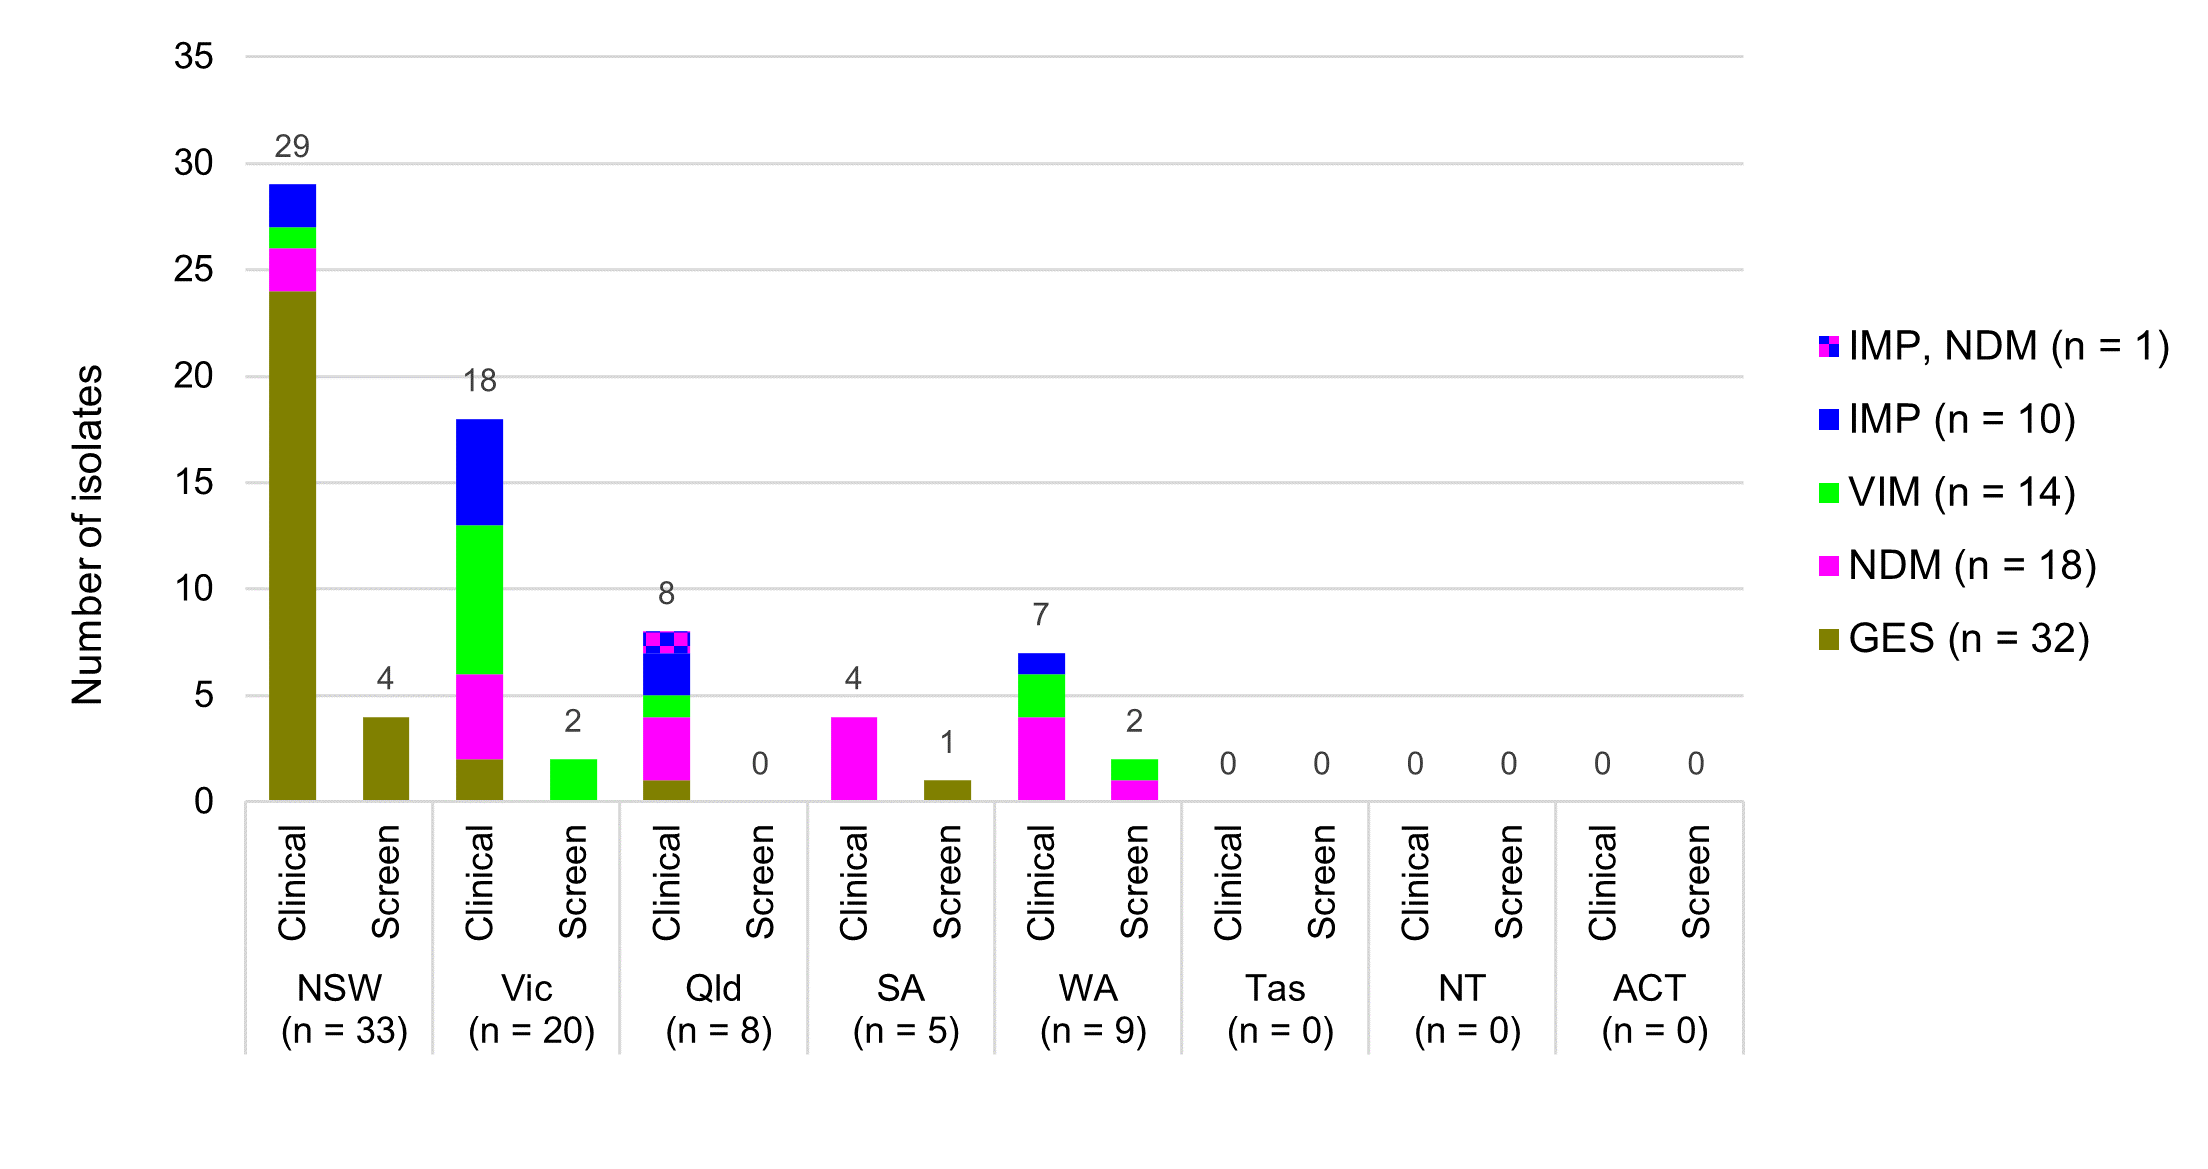 Number of isolates
35
30
25
20
15
10
5
0
29
4
18
2
8
0
4
1
7
2
0
0
0
0
0
0
Clinical
Screen
Clinical
Screen
Clinical
Screen
Clinical
Screen
Clinical
Screen
Clinical
Screen
Clinical
Screen
Clinical
Screen
NSW
(n = 33)
Vic
(n = 20)
Qld
(n = 8)
SA
(n = 5)
WA
(n = 9)
Tas
(n = 0)
NT
(n = 0)
ACT
(n = 0)
IMP, NDM (n = 1)
IMP (n = 10)
VIM (n = 14)
NDM (n = 18)
GES (n = 32)